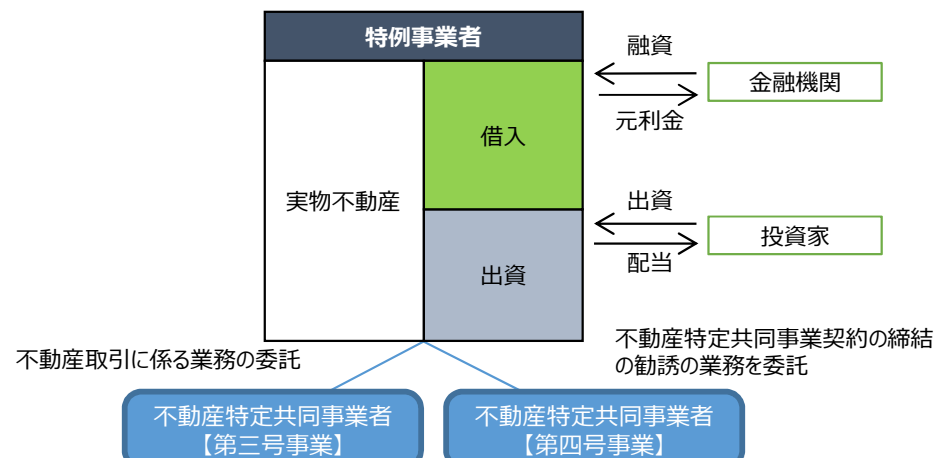 特例事業者
融資
金融機関
元利金
借入
実物不動産
出資
投資家
配当
出資
不動産特定共同事業契約の締結
の勧誘の業務を委託
不動産取引に係る業務の委託
不動産特定共同事業者
【第三号事業】
不動産特定共同事業者
【第四号事業】